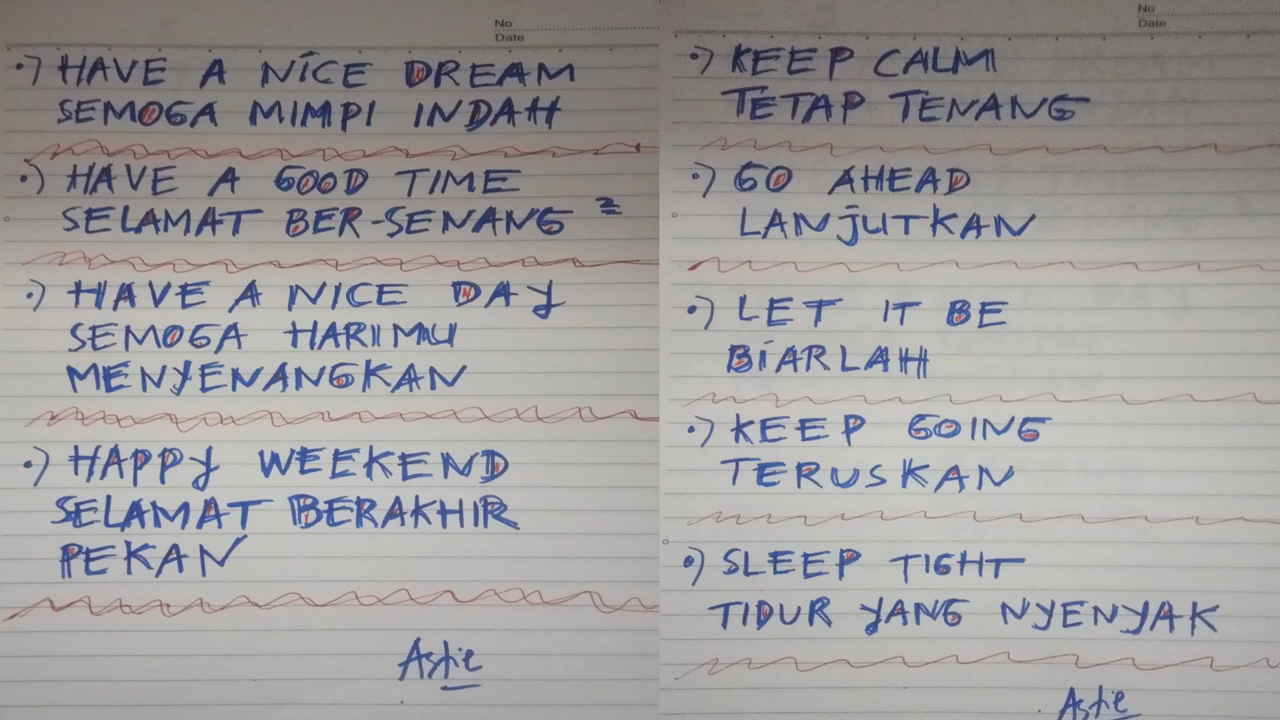 No
Date
·) HAVE A NICE DREAM
SEMOGA MIMPI INDAH
·) HAVE A GOOD TIME
SELAMAT BER-SENANG 2
·) HAVE A NICE DAY
SEMOGA HARIMU
MENYENANGKAN
·) HAPPY WEEKEND
SELAMAT BERAKHIR
PEKAN
Astie
No
Date
·) KEEP CALM
TETAP TENANG
·) GO AHEAD
LANJUTKAN
·) LET IT BE
BIARLAH
·) KEEP GOING
TERUSKAN
·) SLEEP TIGHT
TIDUR YANG NYENYAK
Astie